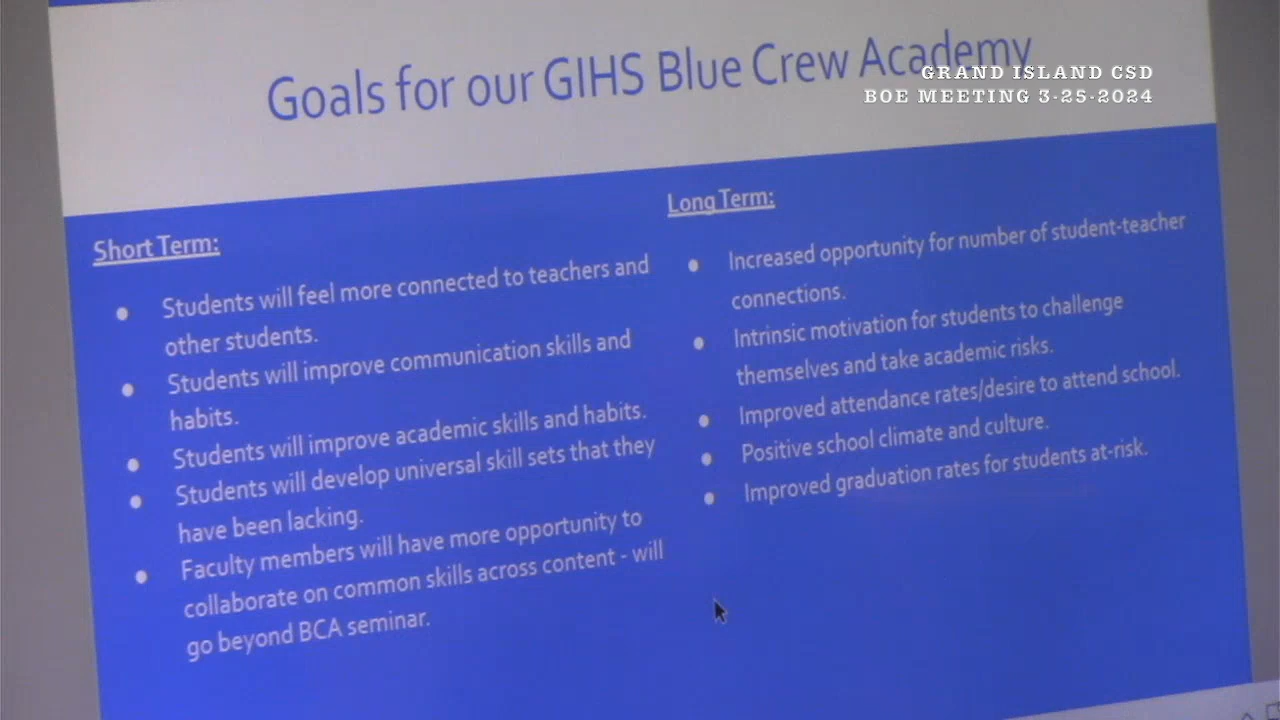 Goals for our GIHS Blue Crew Academy
GRAND ISLAND CSD
BOE MEETING 3-25-2024
Short Term:
• Students will feel more connected to teachers and
other students.
• Students will improve communication skills and
habits.
• Students will improve academic skills and habits.
• Students will develop universal skill sets that they
have been lacking.
• Faculty members will have more opportunity to
collaborate on common skills across content - will
go beyond BCA seminar.
Long Term:
• Increased opportunity for number of student-teacher
connections.
• Intrinsic motivation for students to challenge
themselves and take academic risks.
• Improved attendance rates/desire to attend school.
• Positive school climate and culture.
• Improved graduation rates for students at-risk.